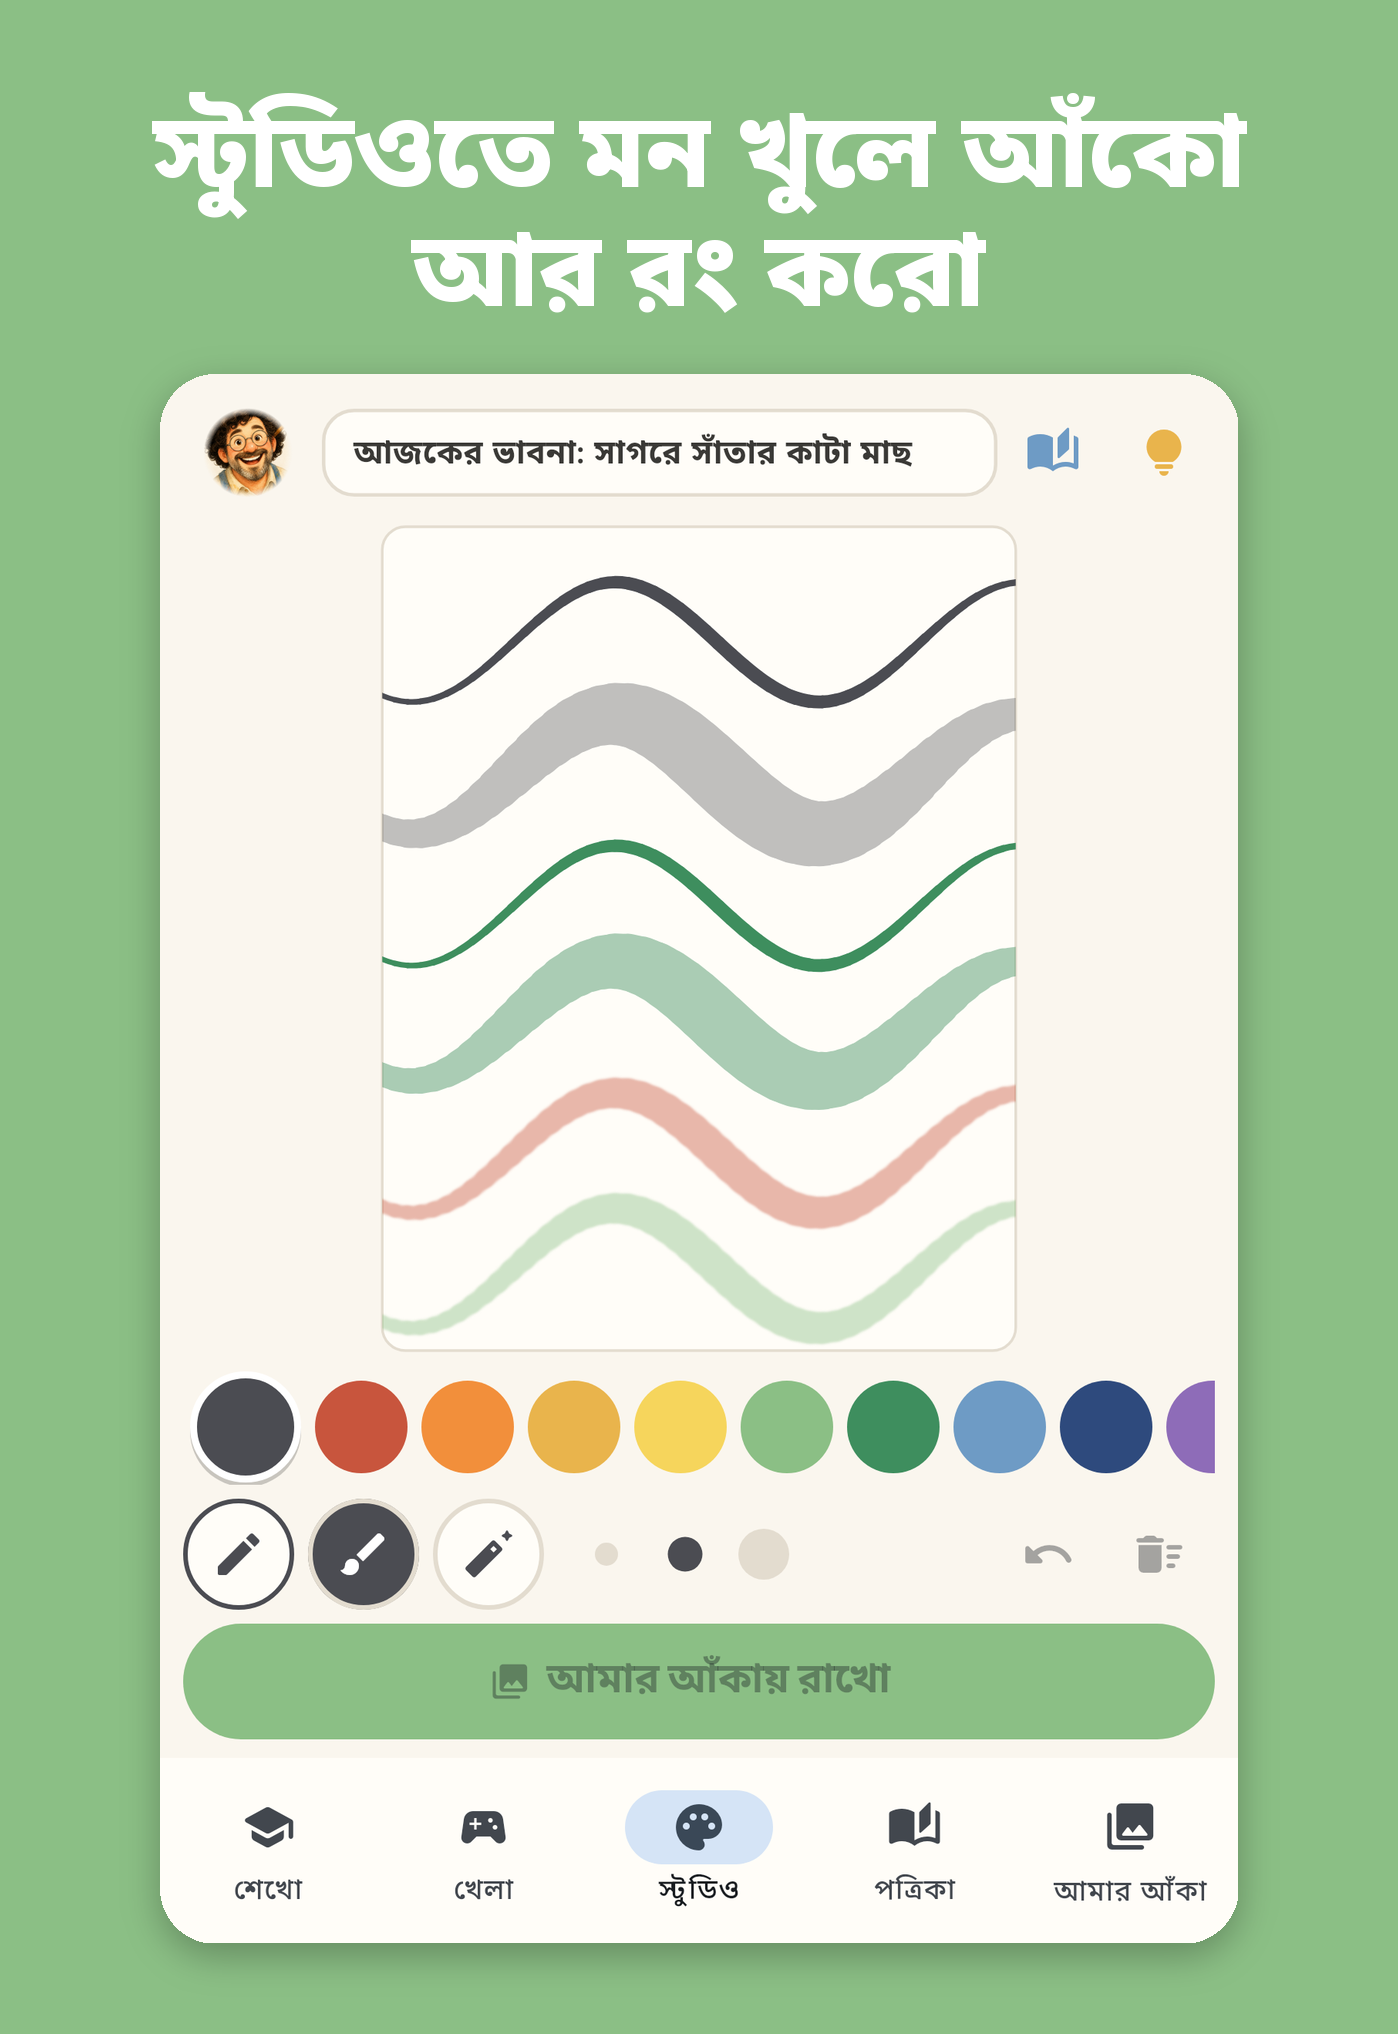 স্টুডিওতে মন খুলে আঁকো
আর রং করো
আজকের ভাবনা: সাগরে সাঁতার কাটা মাছ
আমার আঁকায় রাখো
শেখো
খেলা
স্টুডিও
পত্রিকা
আমার আঁকা